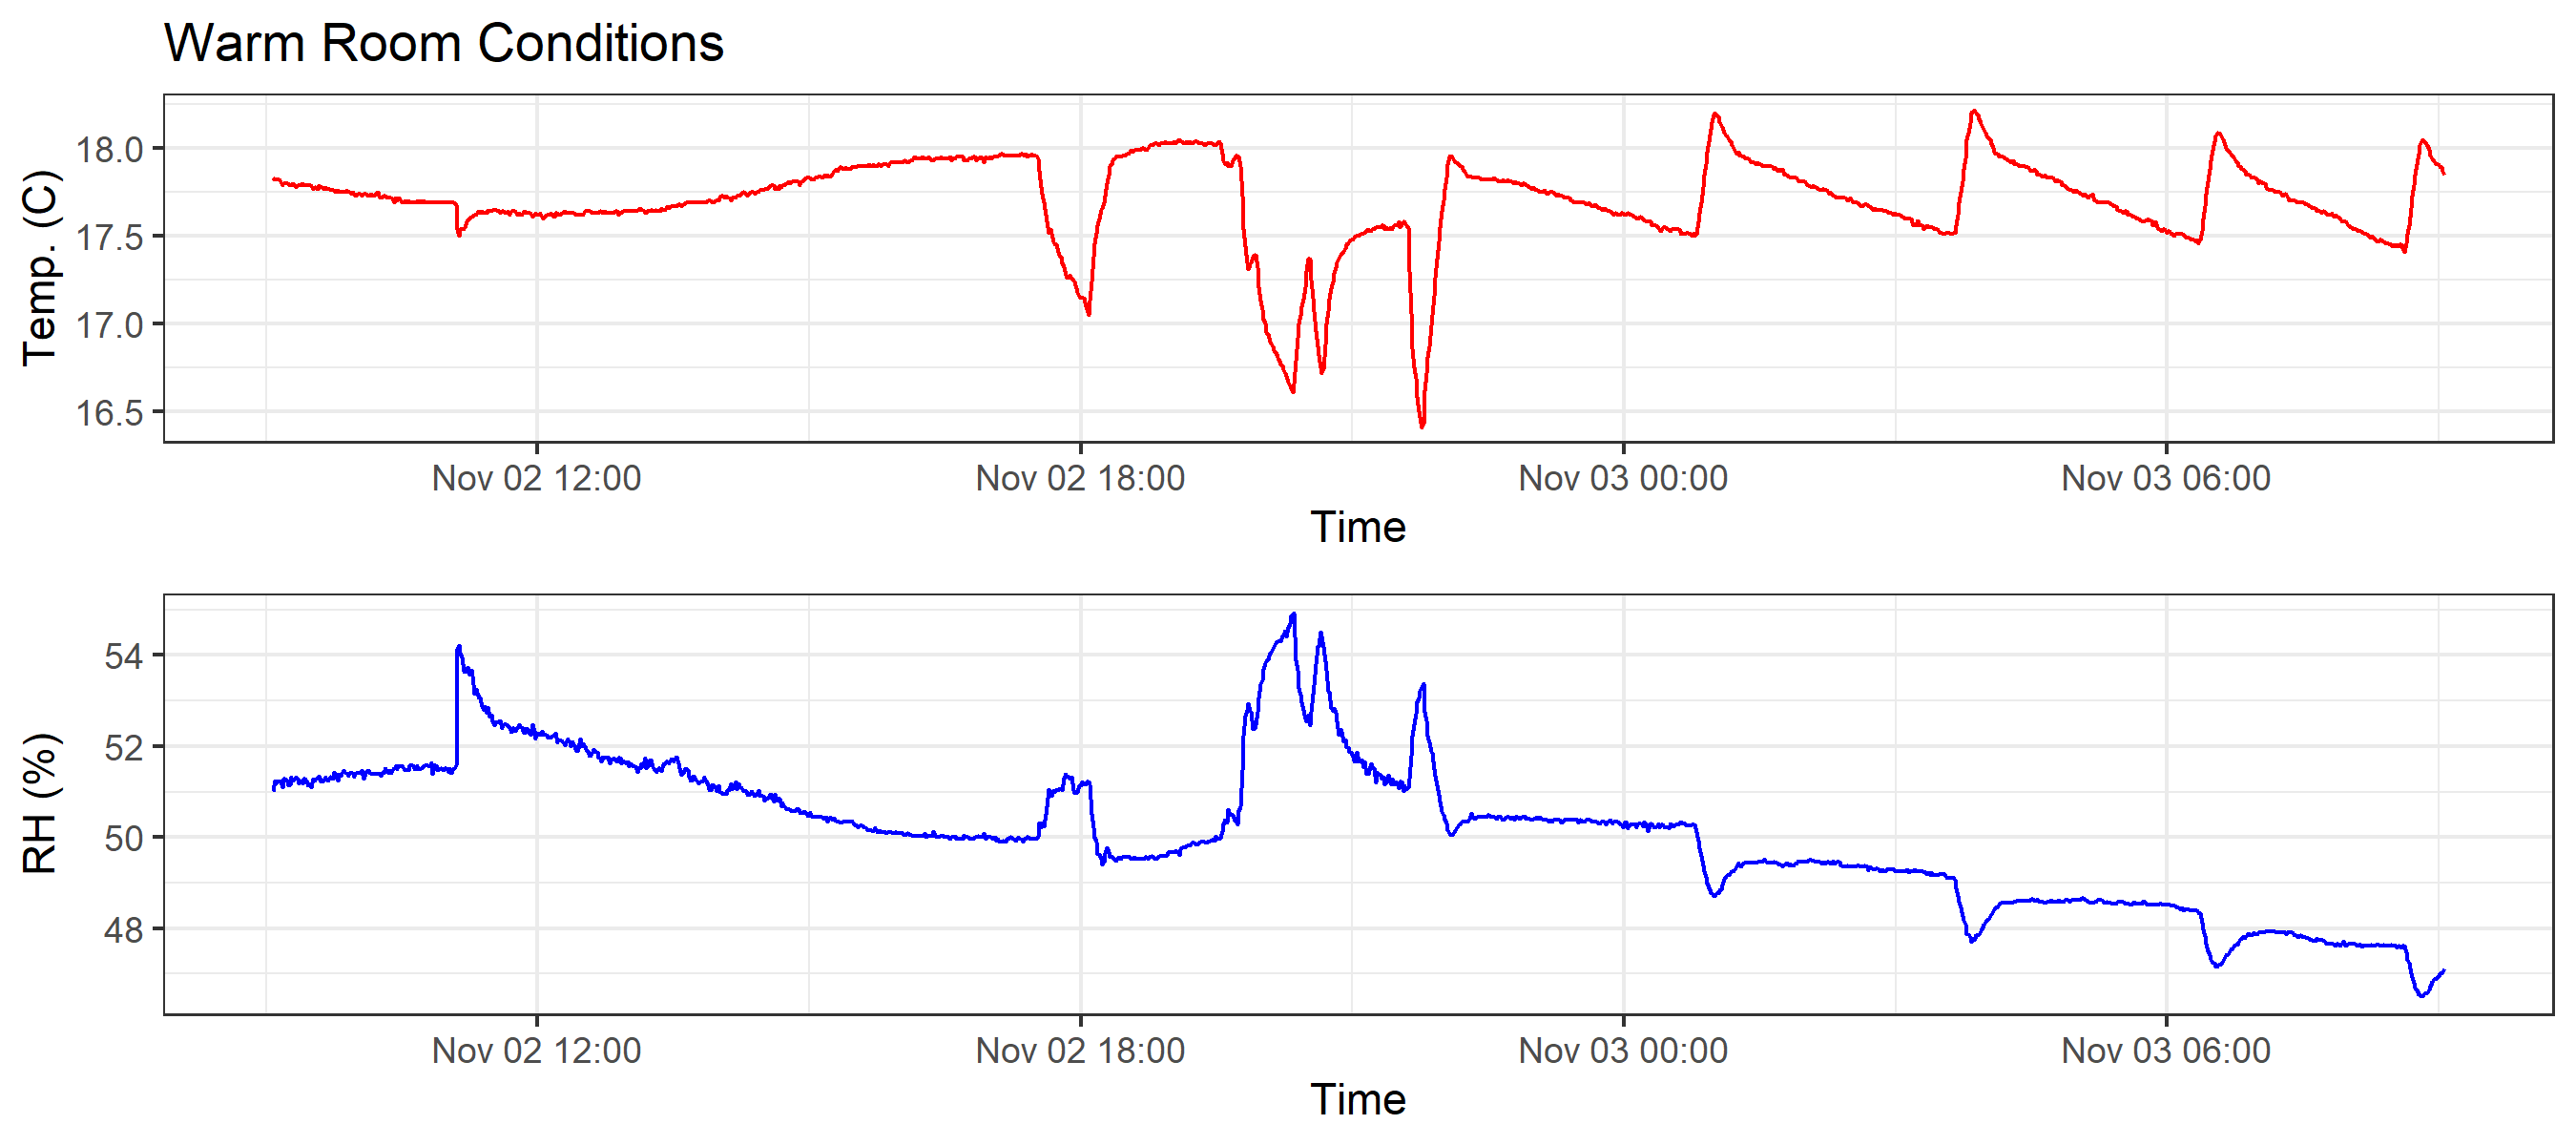 Warm Room Conditions
Temp. (C)
18.0
17.5
17.0
16.5
Nov 02 12:00 Nov 02 18:00 Nov 03 00:00 Nov 03 06:00
Time
RH (%)
54
52
50
48
Nov 02 12:00 Nov 02 18:00 Nov 03 00:00 Nov 03 06:00
Time